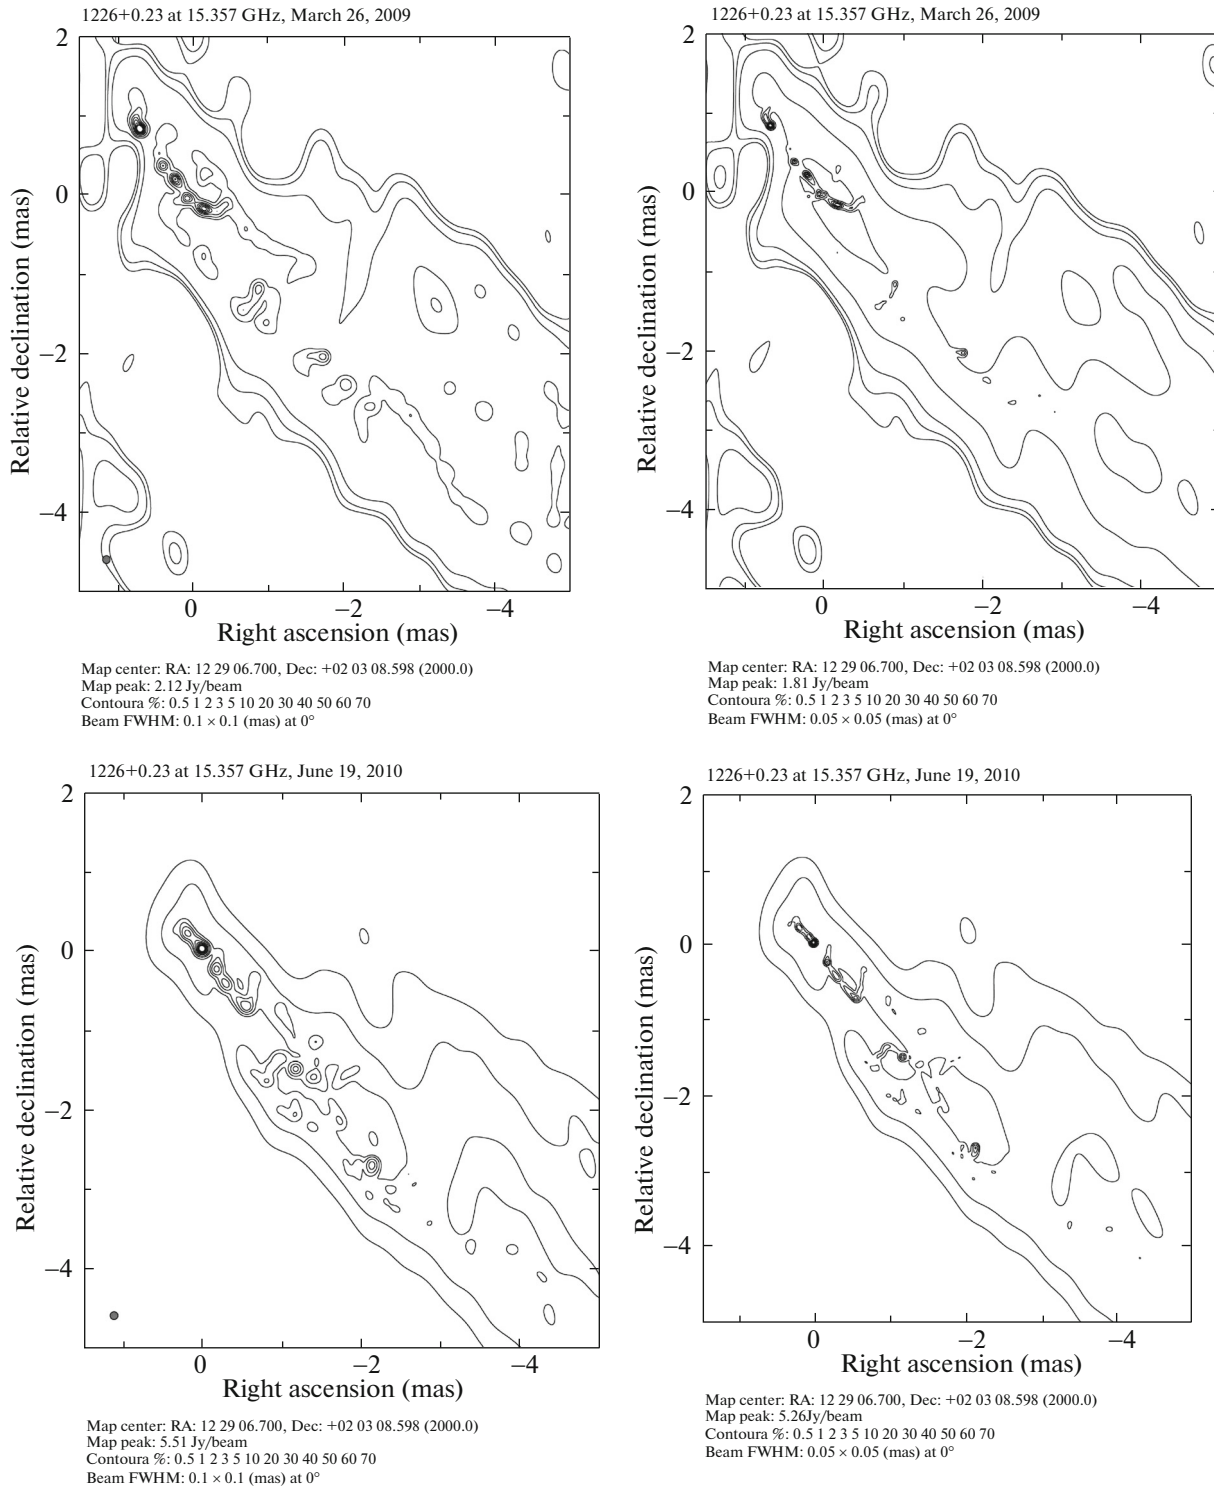 1226+0.23 at 15.357 GHz, March 26, 2009
2
0
−2
−4
Relative declination (mas)
0
−2
−4
Right ascension (mas)
Map center: RA: 12 29 06.700, Dec: +02 03 08.598 (2000.0)
Map peak: 2.12 Jy/beam
Contoura %: 0.5 1 2 3 5 10 20 30 40 50 60 70
Beam FWHM: 0.1 × 0.1 (mas) at 0°
1226+0.23 at 15.357 GHz, March 26, 2009
2
0
−2
−4
Relative declination (mas)
0
−2
−4
Right ascension (mas)
Map center: RA: 12 29 06.700, Dec: +02 03 08.598 (2000.0)
Map peak: 1.81 Jy/beam
Contoura %: 0.5 1 2 3 5 10 20 30 40 50 60 70
Beam FWHM: 0.05 × 0.05 (mas) at 0°
1226+0.23 at 15.357 GHz, June 19, 2010
2
0
−2
−4
Relative declination (mas)
0
−2
−4
Right ascension (mas)
Map center: RA: 12 29 06.700, Dec: +02 03 08.598 (2000.0)
Map peak: 5.51 Jy/beam
Contoura %: 0.5 1 2 3 5 10 20 30 40 50 60 70
Beam FWHM: 0.1 × 0.1 (mas) at 0°
1226+0.23 at 15.357 GHz, June 19, 2010
2
0
−2
−4
Relative declination (mas)
0
−2
−4
Right ascension (mas)
Map center: RA: 12 29 06.700, Dec: +02 03 08.598 (2000.0)
Map peak: 5.26Jy/beam
Contoura %: 0.5 1 2 3 5 10 20 30 40 50 60 70
Beam FWHM: 0.05 × 0.05 (mas) at 0°